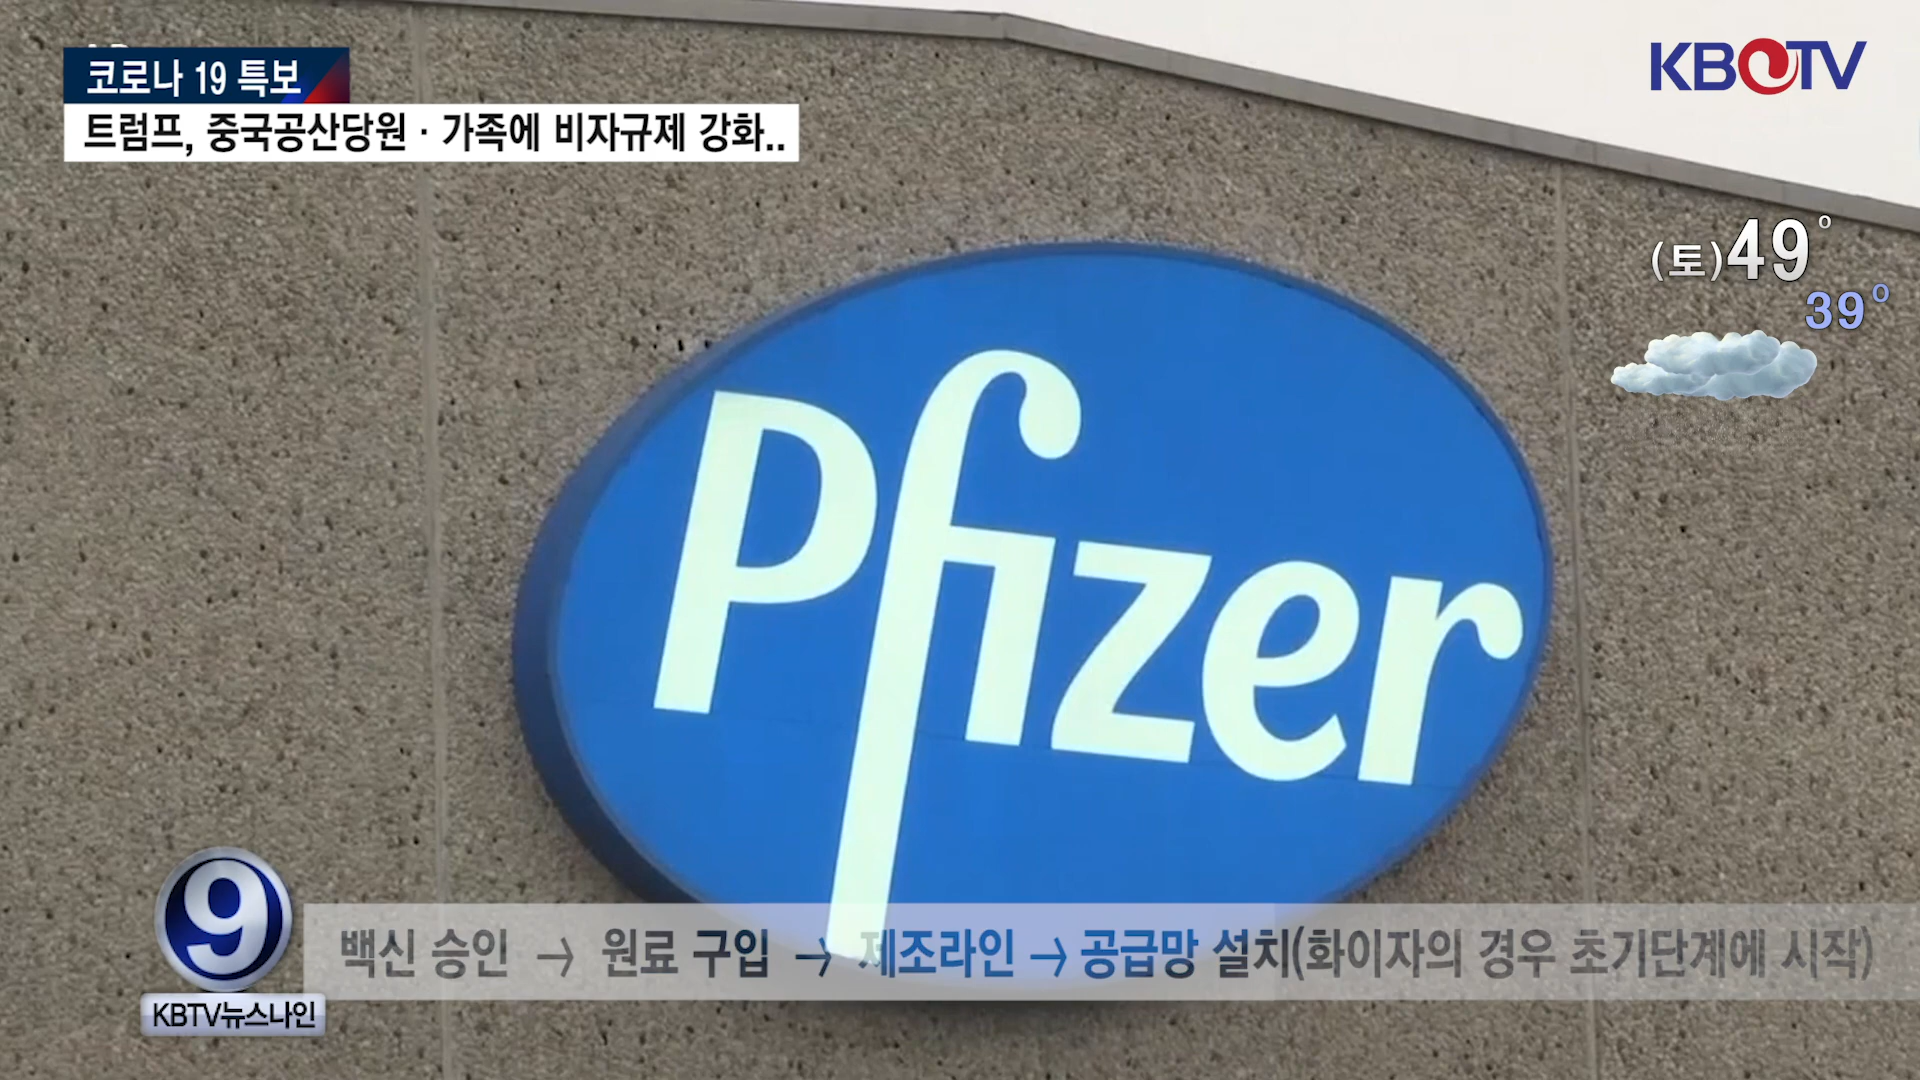 코로나 19 특보
KBTV
트럼프, 중국공산당원 · 가족에 비자규제 강화..
(토)49°
39°
Pfizer
9
백신 승인 → 원료 구입 → 제조라인 → 공급망 설치(화이자의 경우 초기단계에 시작)
KBTV뉴스나인